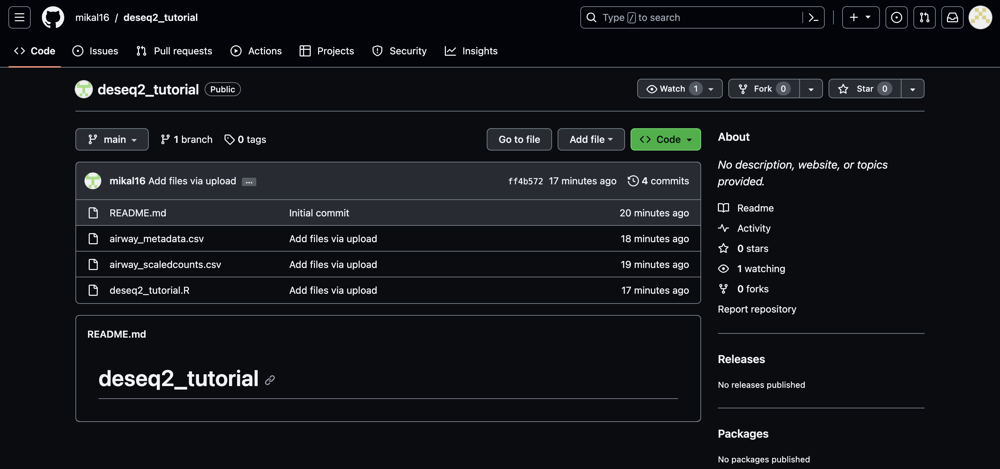 mikal16 / deseq2_tutorial
Type / to search
Code Issues Pull requests Actions Projects Security Insights
deseq2_tutorial Public
Watch 1 Fork 0 Star 0
main 1 branch 0 tags
Go to file Add file Code
mikal16 Add files via upload ... ff4b572 17 minutes ago 4 commits
README.md Initial commit 20 minutes ago
airway_metadata.csv Add files via upload 18 minutes ago
airway_scaledcounts.csv Add files via upload 19 minutes ago
deseq2_tutorial.R Add files via upload 17 minutes ago
README.md
deseq2_tutorial
About
No description, website, or topics
provided.
Readme
Activity
0 stars
1 watching
0 forks
Report repository
Releases
No releases published
Packages
No packages published